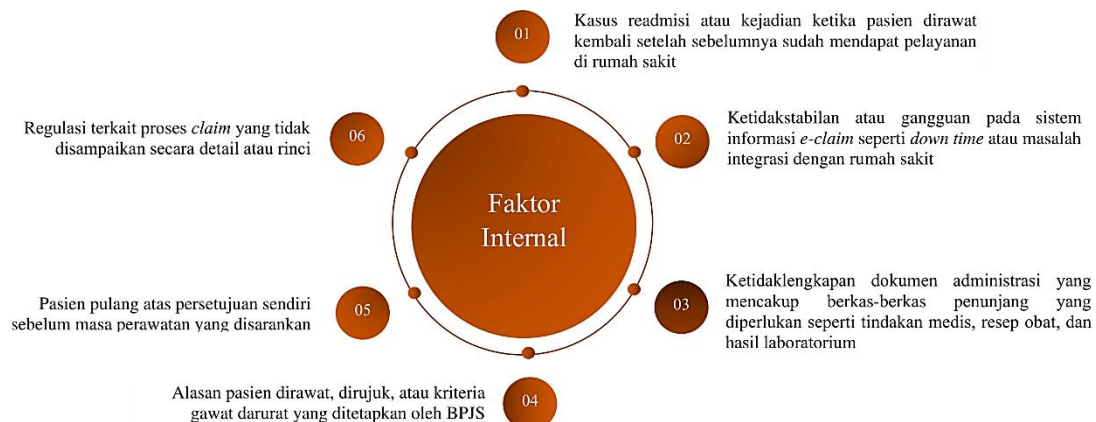 01
Kasus readmisi atau kejadian ketika pasien dirawat
kembali setelah sebelumnya sudah mendapat pelayanan
di rumah sakit
02
Ketidakstabilan atau gangguan pada sistem
informasi e-claim seperti down time atau masalah
integrasi dengan rumah sakit
03
Ketidaklengkapan dokumen administrasi yang
mencakup berkas-berkas penunjang yang
diperlukan seperti tindakan medis, resep obat, dan
hasil laboratorium
04
Alasan pasien dirawat, dirujuk, atau kriteria
gawat darurat yang ditetapkan oleh BPJS
05
Pasien pulang atas persetujuan sendiri
sebelum masa perawatan yang disarankan
06
Regulasi terkait proses claim yang tidak
disampaikan secara detail atau rinci
Faktor
Internal